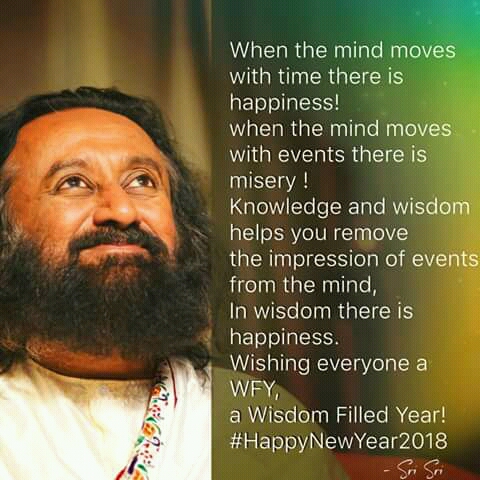 When the mind moves
with time there is
happiness!
when the mind moves
with events there is
misery !
Knowledge and wisdom
helps you remove
the impression of events
from the mind,
In wisdom there is
happiness.
Wishing everyone a
WFY,
a Wisdom Filled Year!
#HappyNewYear2018
- Sri Sri